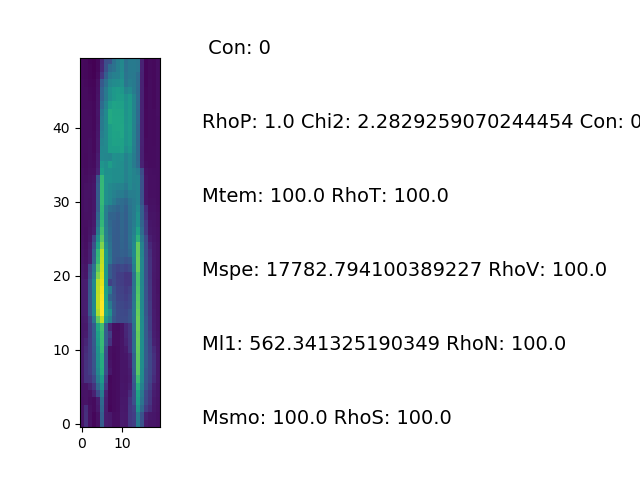 Con: 0
RhoP: 1.0 Chi2: 2.2829259070244454 Con: 0
40
Mtem: 100.0 RhoT: 100.0
30
Mspe: 17782.794100389227 RhoV: 100.0
20
Ml1: 562.341325190349 RhoN: 100.0
10
Msmo: 100.0 RhoS: 100.0
0
0 10